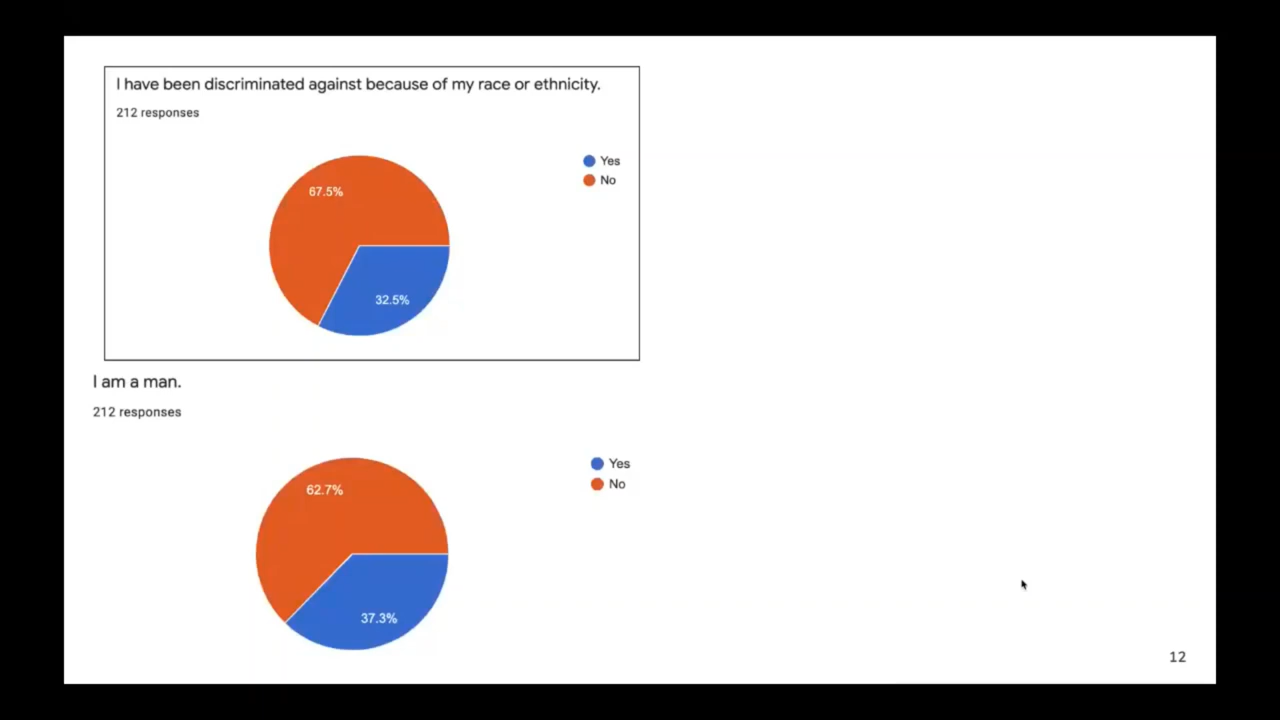 I have been discriminated against because of my race or ethnicity.
212 responses
Yes
No
67.5%
32.5%
I am a man.
212 responses
Yes
No
62.7%
37.3%
12